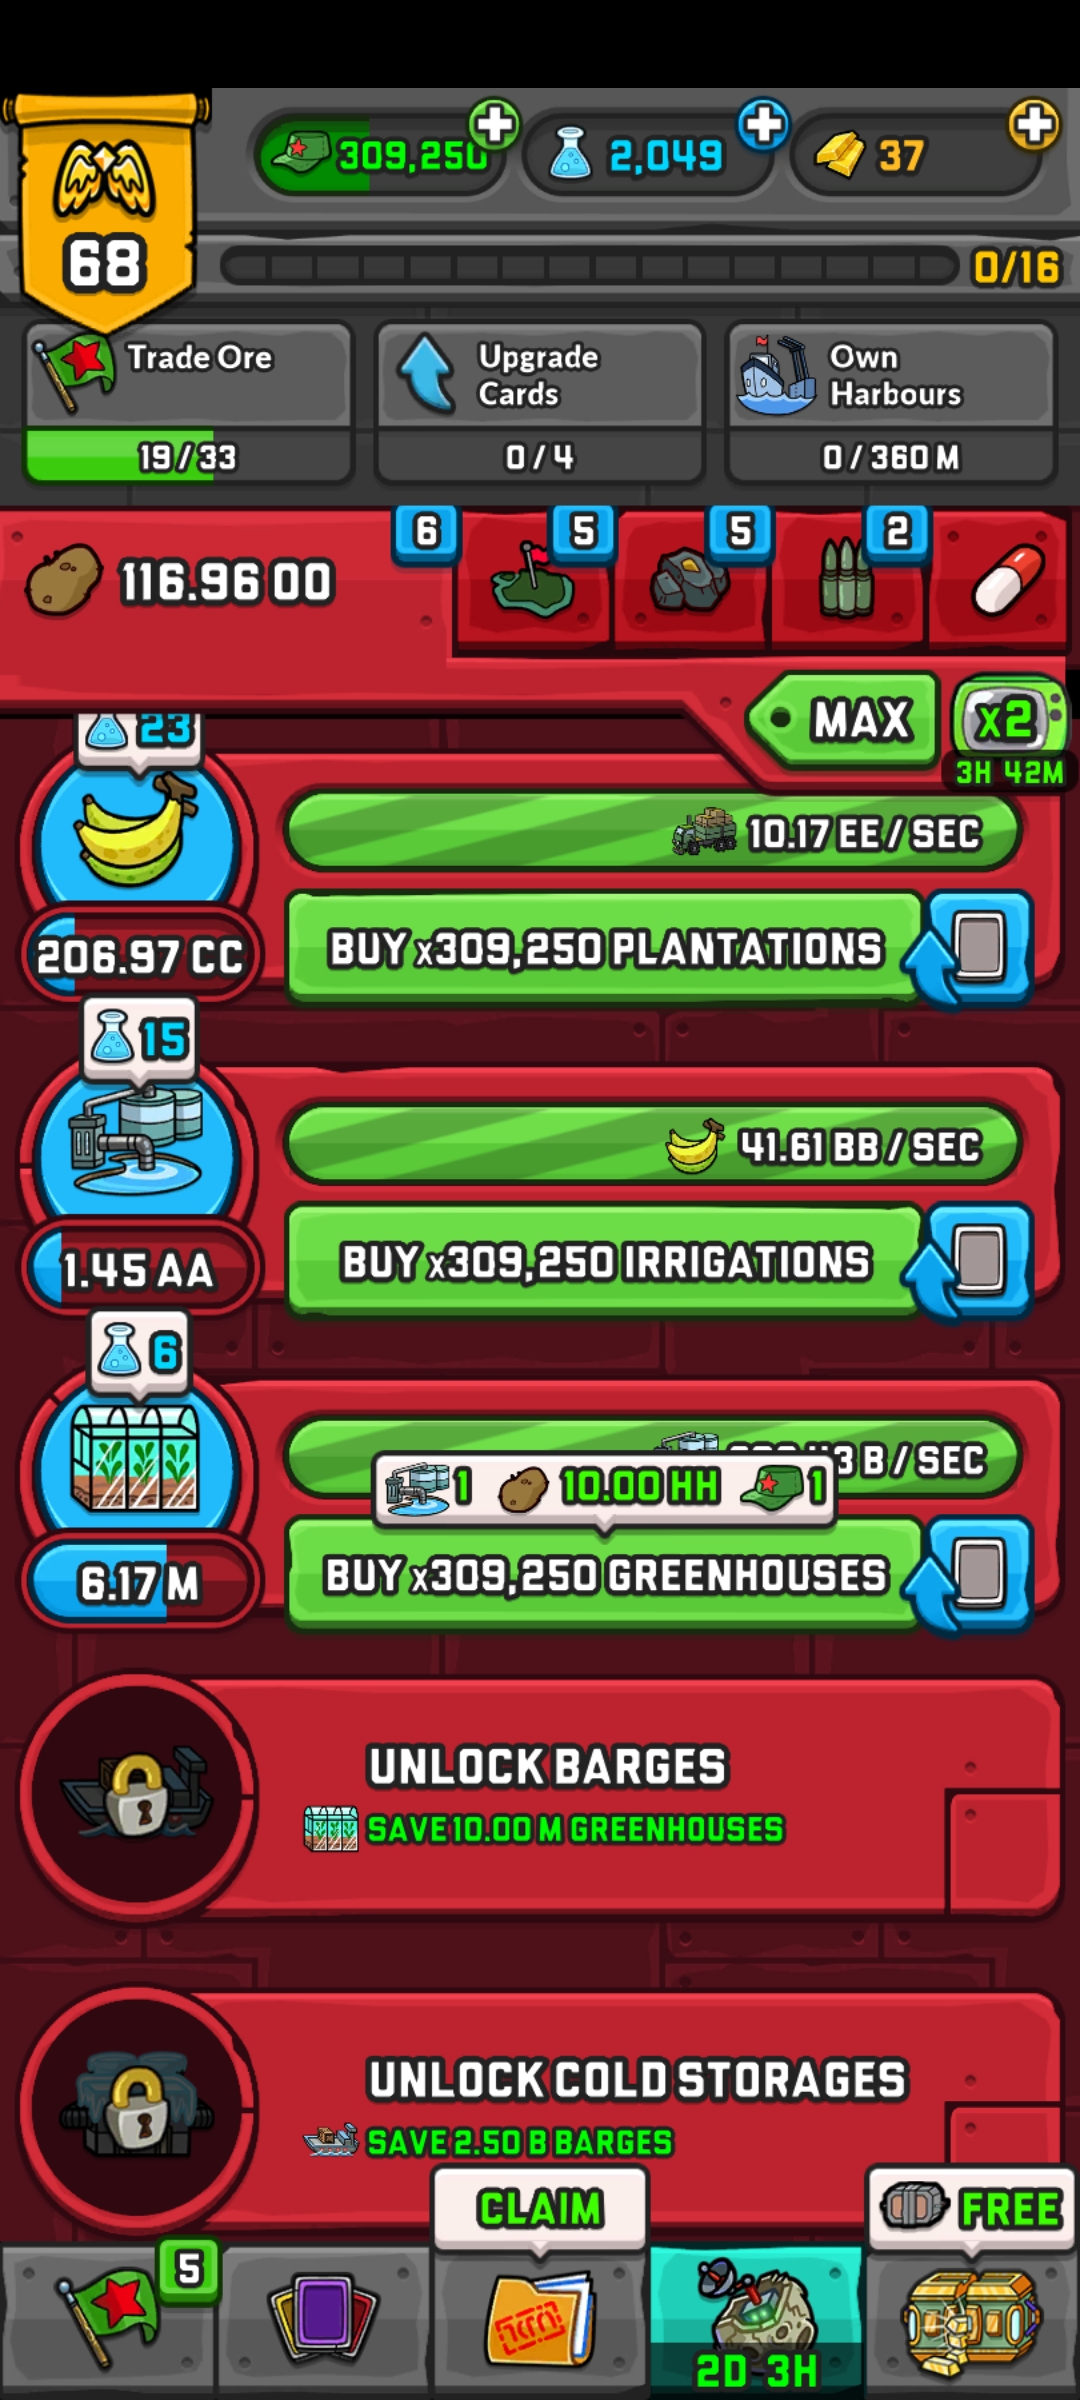 309,250
2,049
37
68
0/16
Trade Ore
19/33
Upgrade
Cards
0/4
Own
Harbours
0/360 M
116.96 OO
6
5
5
2
MAX
x2
3H 42M
23
10.17 EE/SEC
206.97 CC
BUY x309,250 PLANTATIONS
15
41.61 BB/SEC
1.45 AA
BUY x309,250 IRRIGATIONS
6
3 B/SEC
1 10.00 HH 1
6.17 M
BUY x309,250 GREENHOUSES
UNLOCK BARGES
SAVE 10.00 M GREENHOUSES
UNLOCK COLD STORAGES
SAVE 2.50 B BARGES
CLAIM
FREE
5
2D 3H